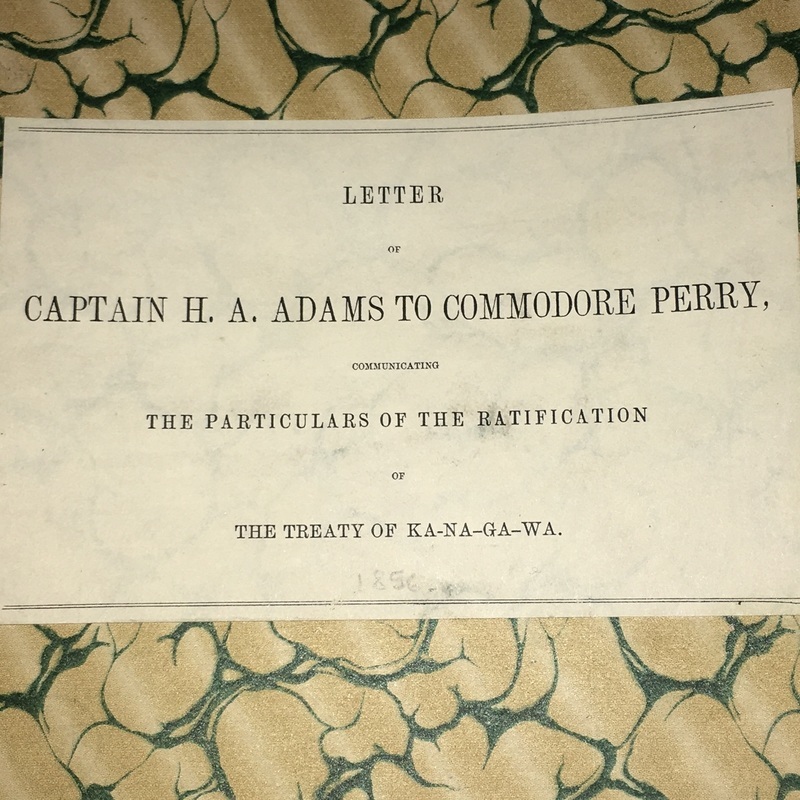 LETTER
OF
CAPTAIN H. A. ADAMS TO COMMODORE PERRY,
COMMUNICATING
THE PARTICULARS OF THE RATIFICATION
OF
THE TREATY OF KA-NA-GA-WA.